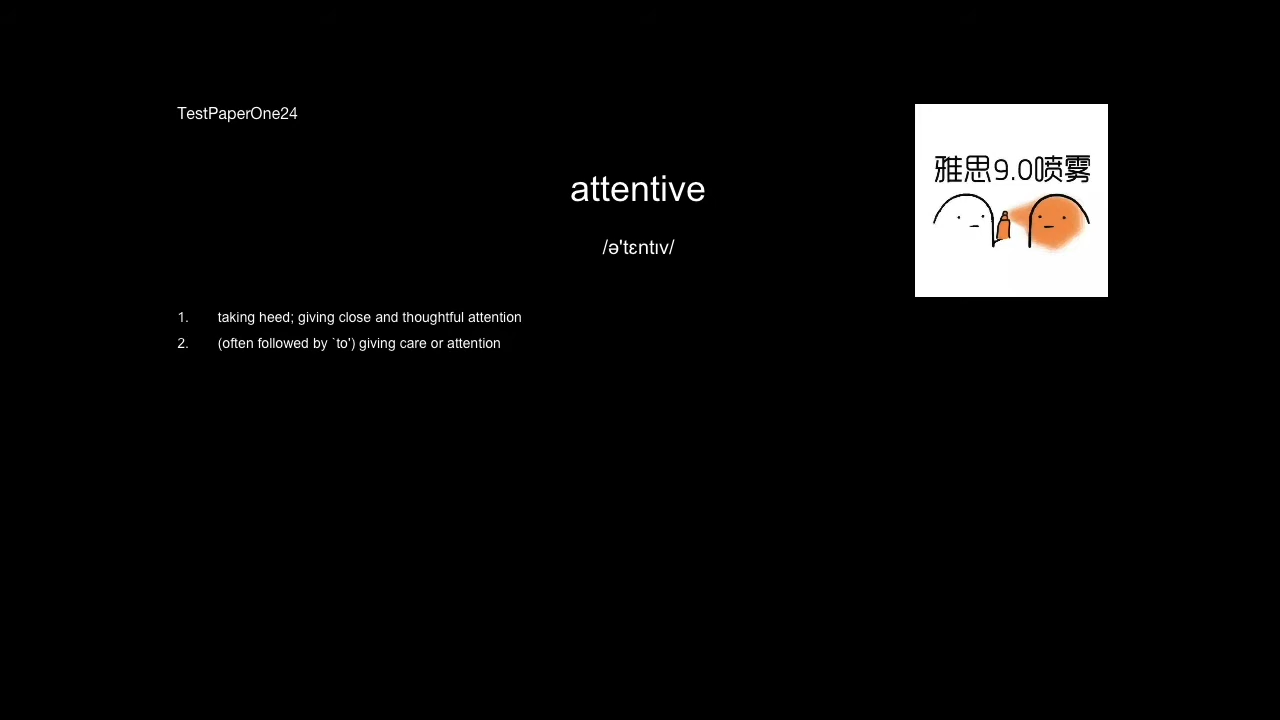 TestPaperOne24
雅思9.0喷雾
attentive
/ə'tɛntɪv/
1. taking heed; giving close and thoughtful attention
2. (often followed by `to') giving care or attention